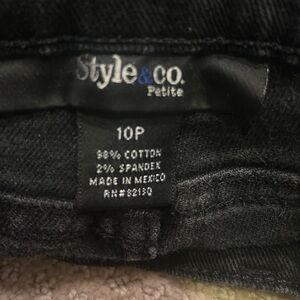 Style&co.
Petite
10P
98% COTTON
2% SPANDEX
MADE IN MEXICO
RN#82130